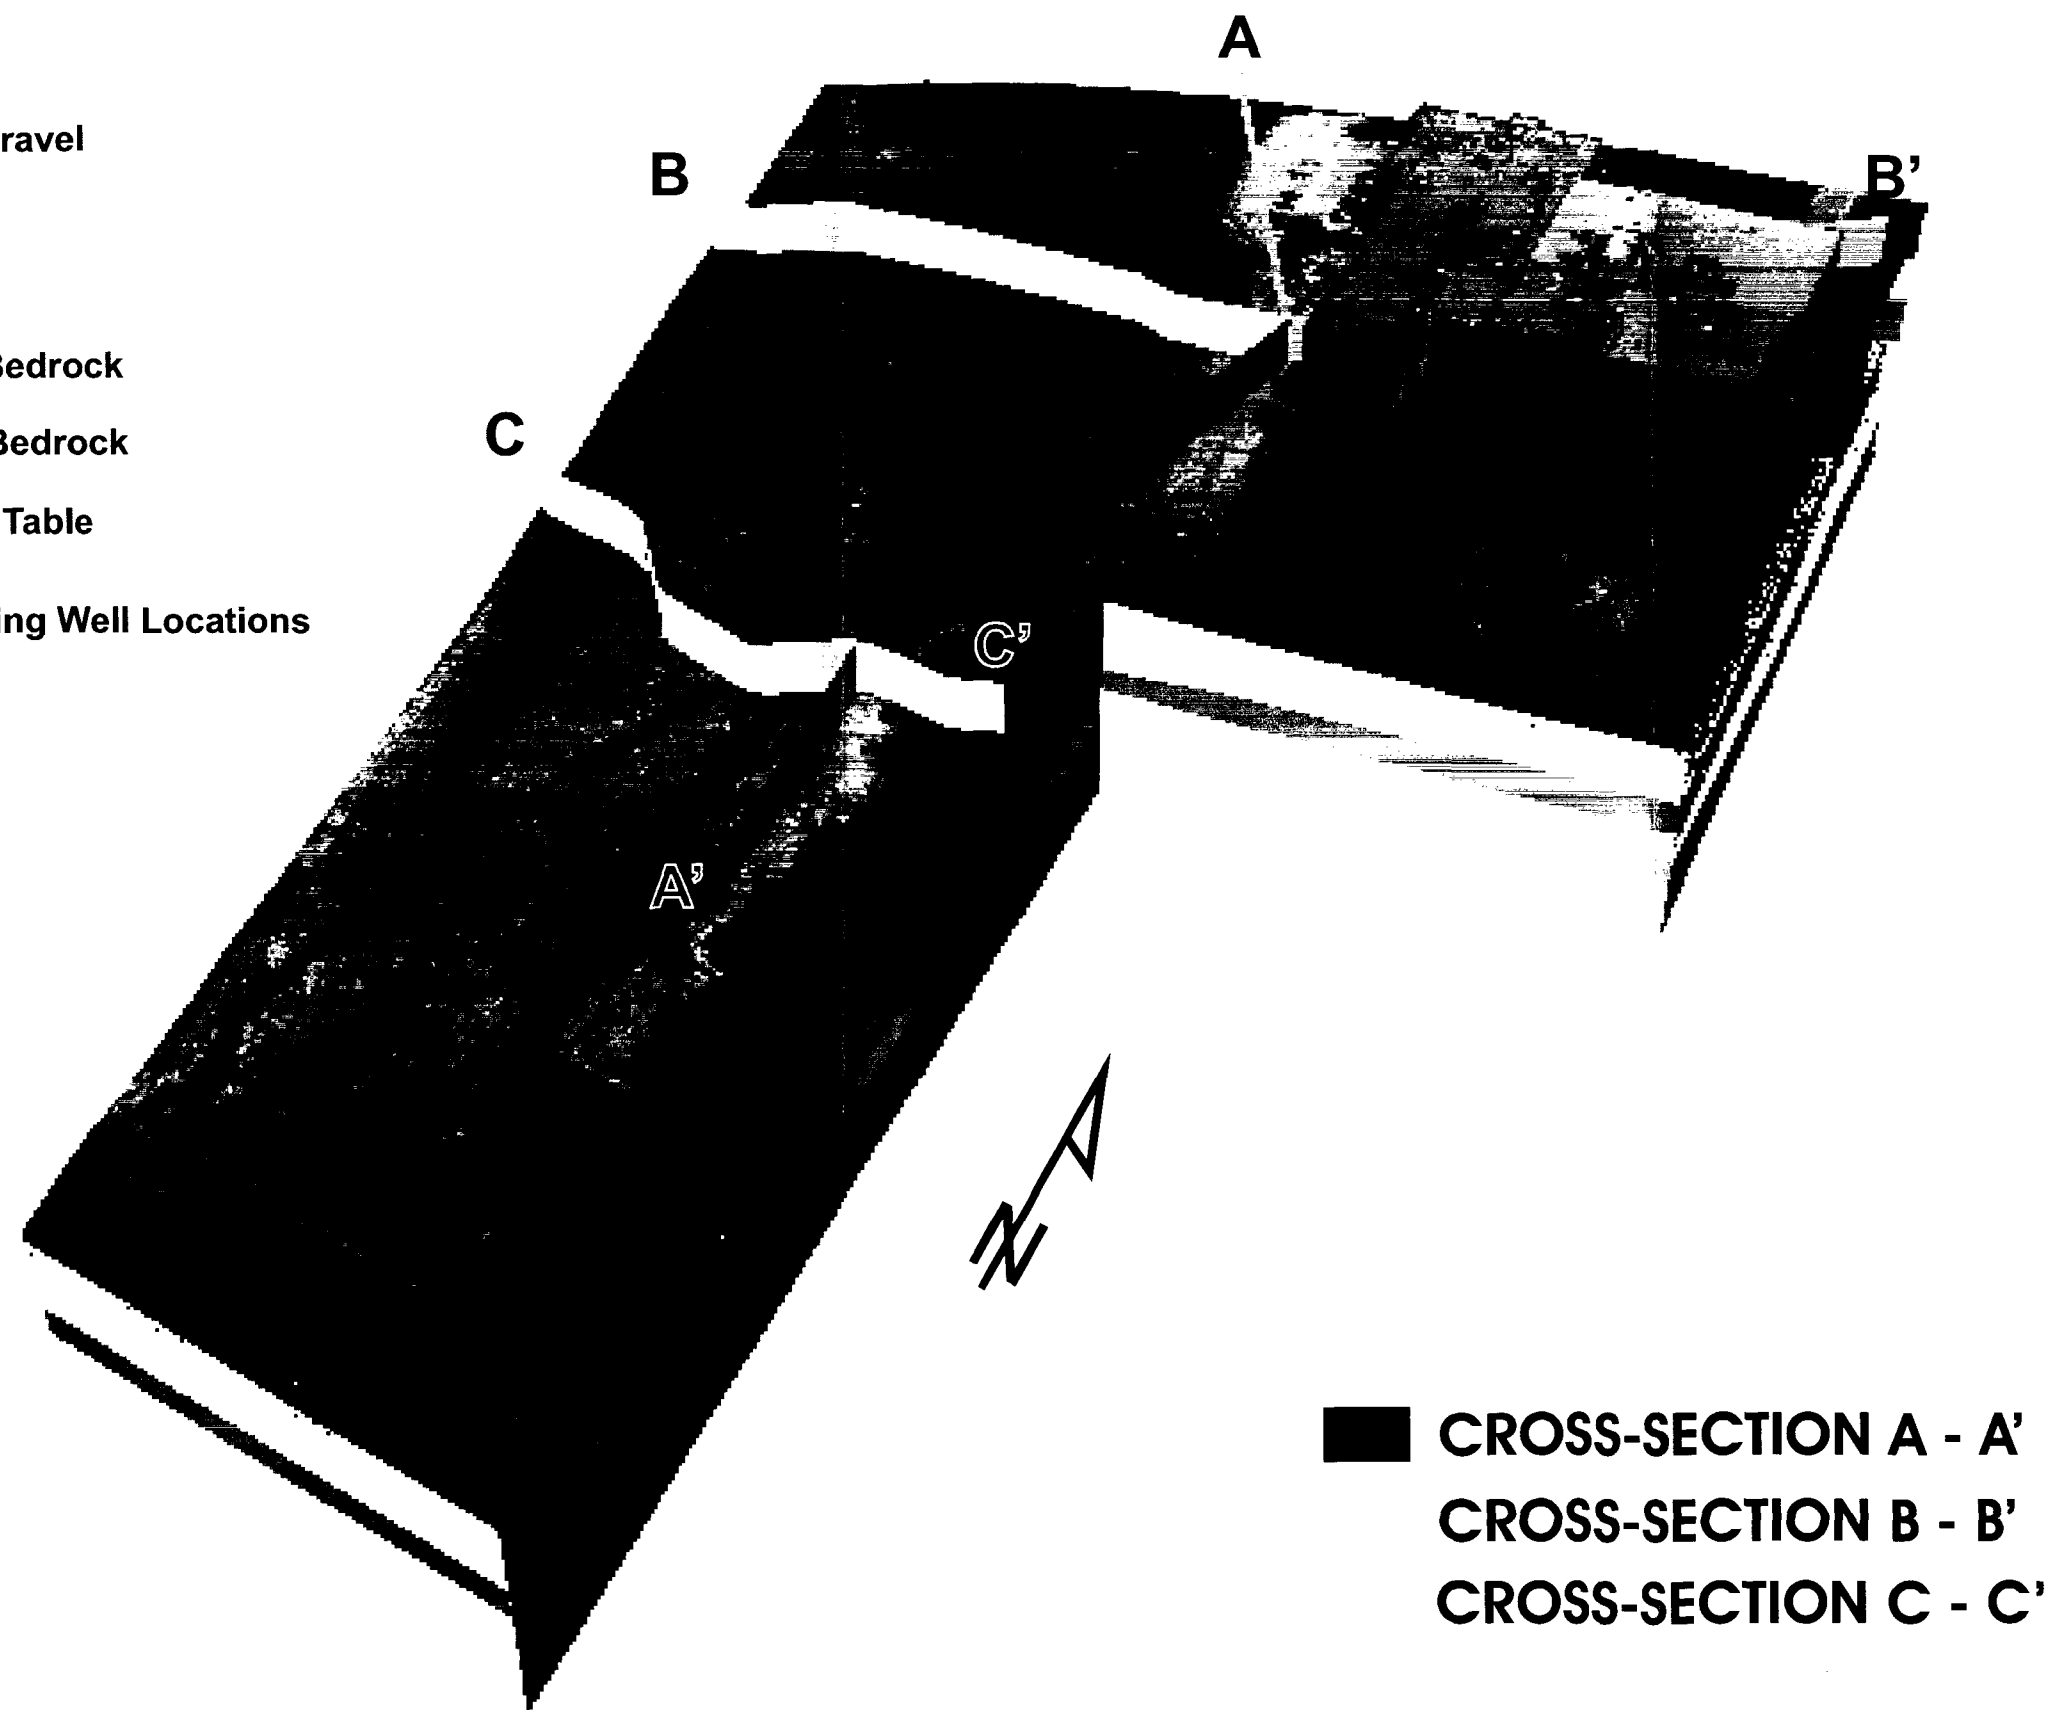 A
ravel
B
B’
Bedrock
C
Bedrock
Table
ing Well Locations
C’
A’
N
CROSS-SECTION A - A’
CROSS-SECTION B - B’
CROSS-SECTION C - C’